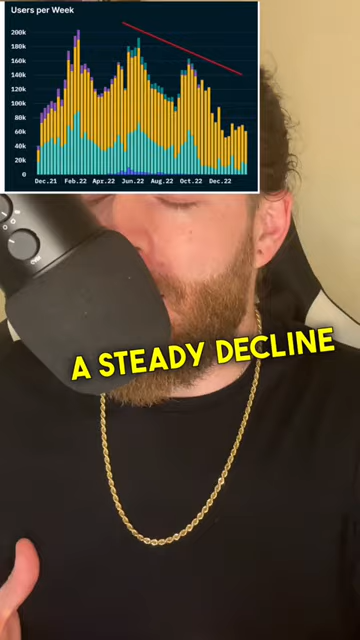 Users per Week
200k
180k
160k
140k
120k
100k
80k
60k
40k
20k
0
Dec.21 Feb.22 Apr.22 Jun.22 Aug.22 Oct.22 Dec.22
A STEADY DECLINE